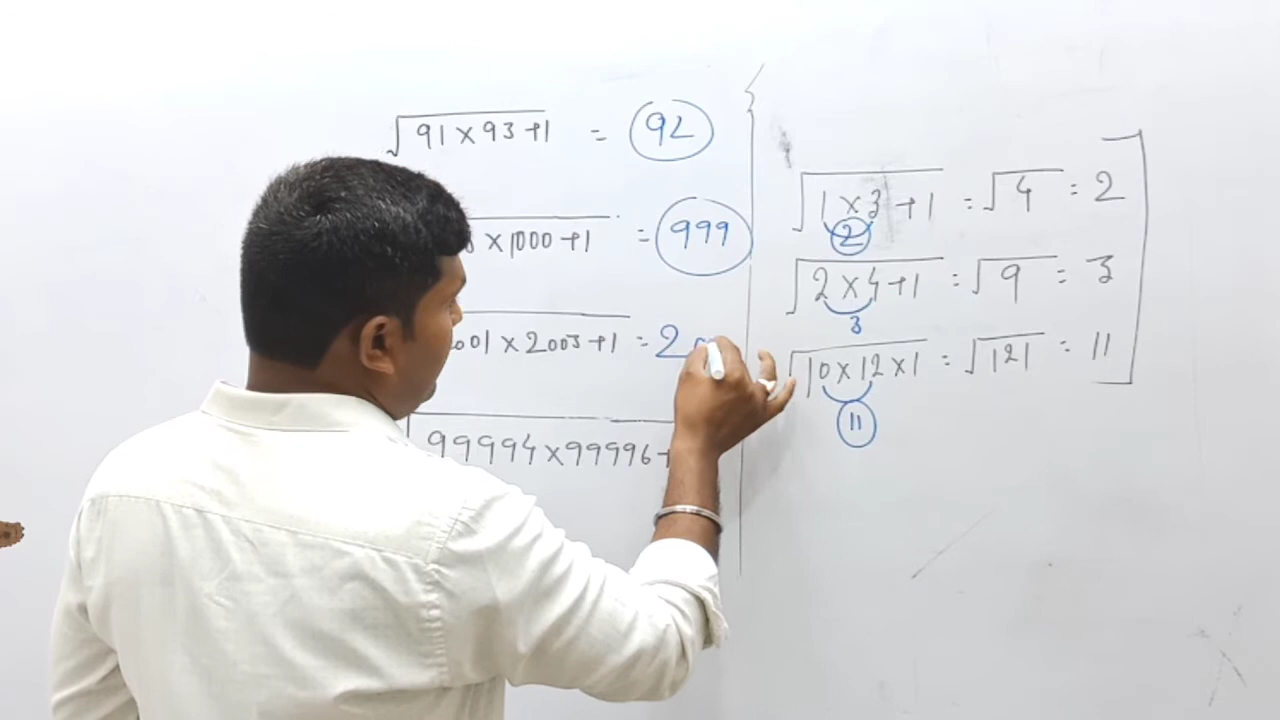 √91 × 93 + 1 = 92
× 1000 + 1 = 999
001 × 2003 + 1 = 2
99994 × 99996 +
√1 × 3 + 1 = √4 = 2
2
√2 × 4 + 1 = √9 = 3
3
√10 × 12 × 1 = √121 = 11
11